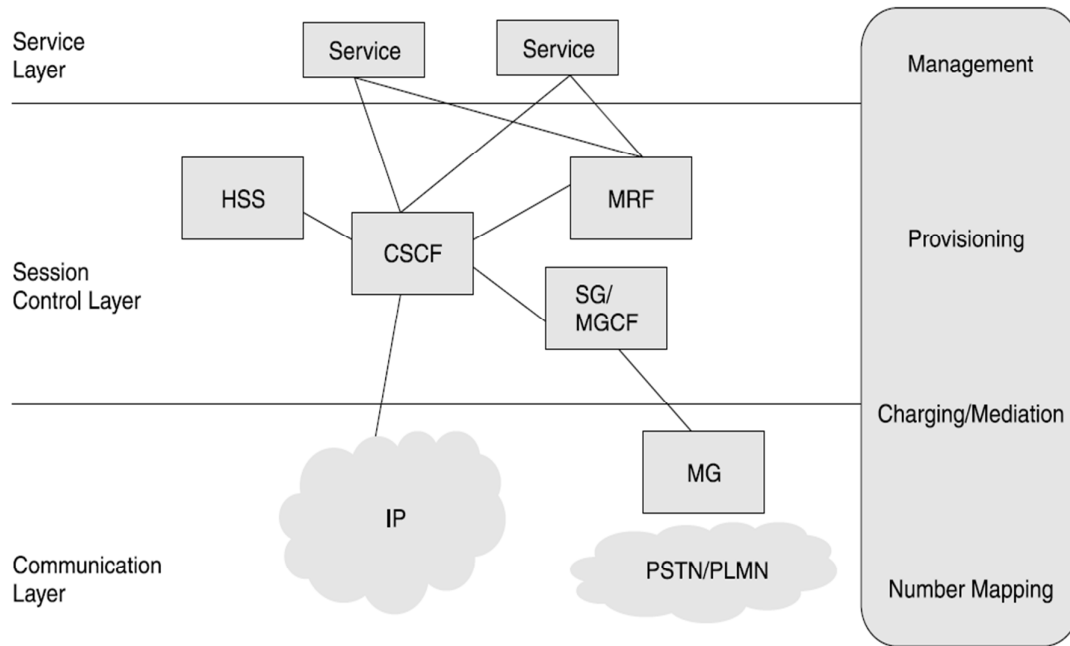 Service
Layer
Service
Service
Management
HSS
MRF
CSCF
Provisioning
Session
Control Layer
SG/
MGCF
Charging/Mediation
MG
IP
Communication
Layer
PSTN/PLMN
Number Mapping